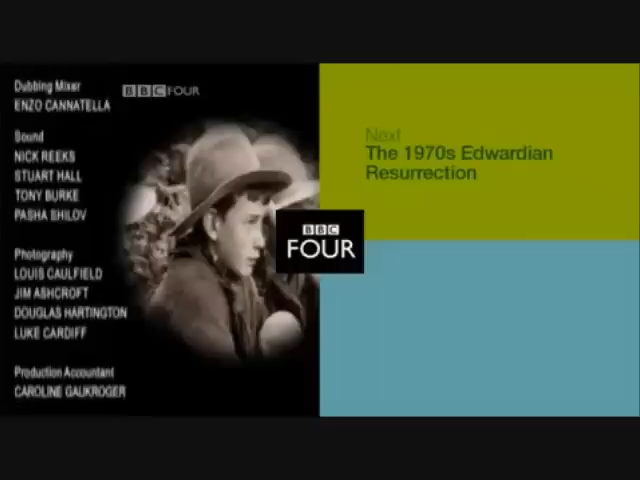 Dubbing Mixer
ENZO CANNATELLA
BBC FOUR
Sound
NICK REEKS
STUART HALL
TONY BURKE
PASHA SHILOV
Photography
LOUIS CAULFIELD
JIM ASHCROFT
DOUGLAS HARTINGTON
LUKE CARDIFF
Production Accountant
CAROLINE GAUKROGER
BBC
FOUR
Next
The 1970s Edwardian
Resurrection